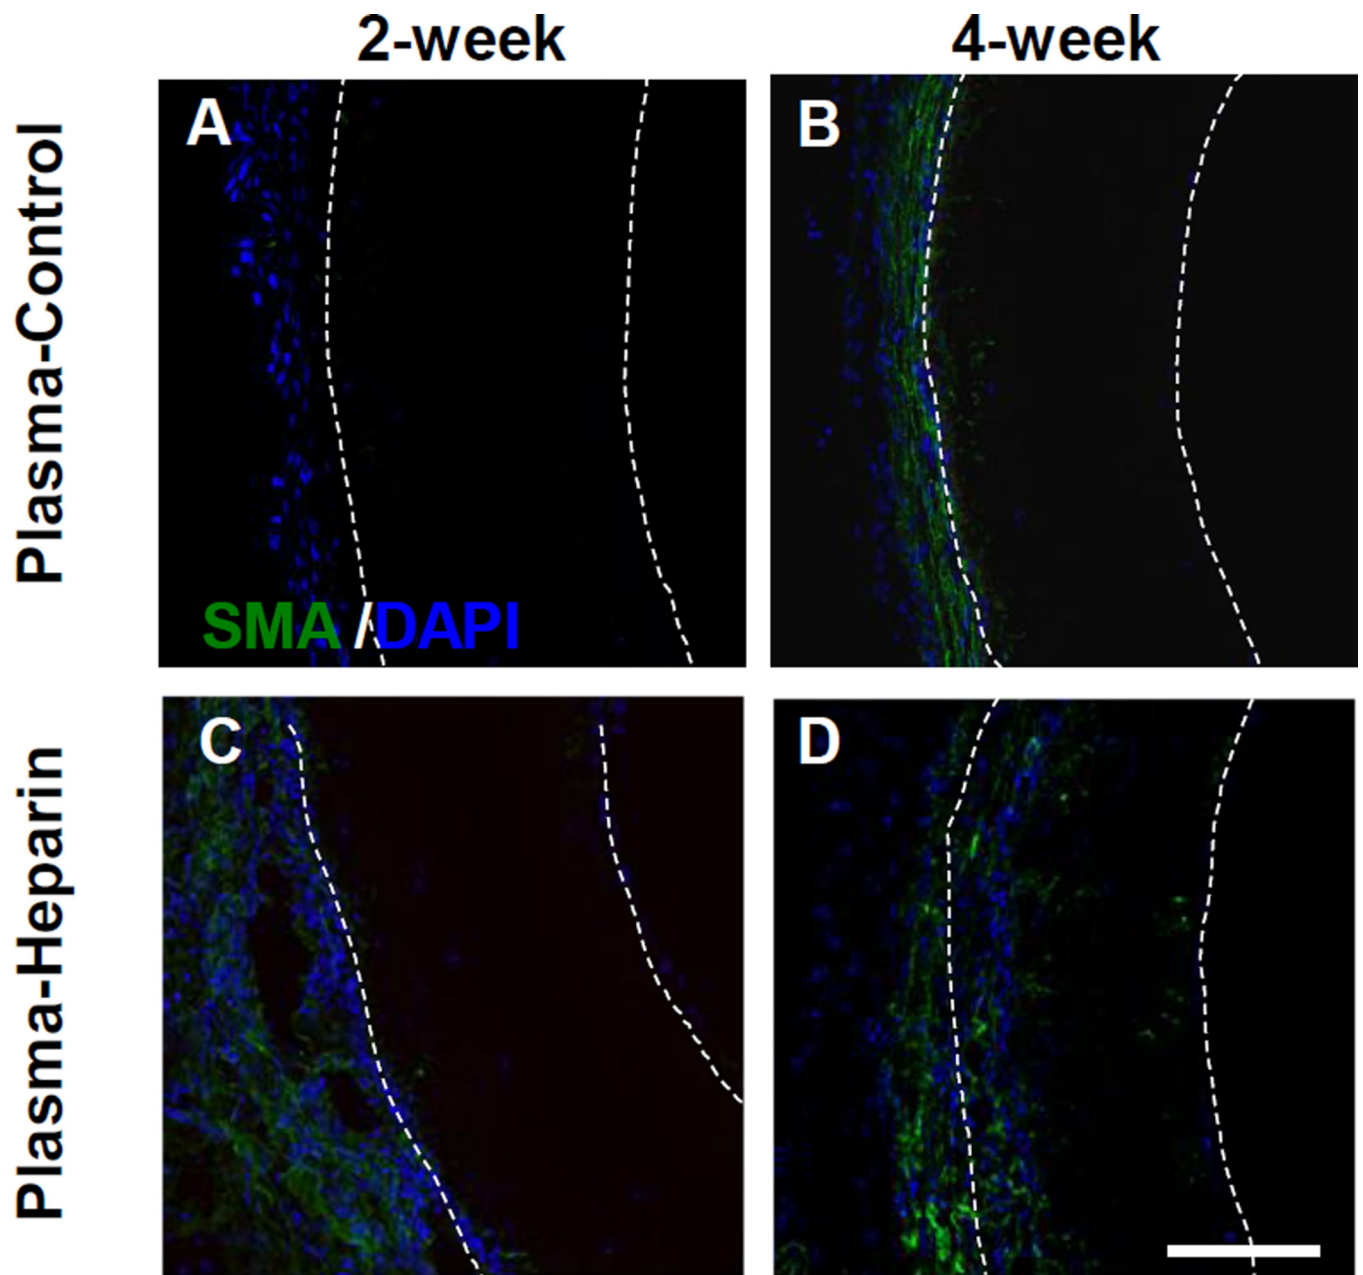 2-week
4-week
Plasma-Control
A
B
SMA/DAPI
Plasma-Heparin
C
D